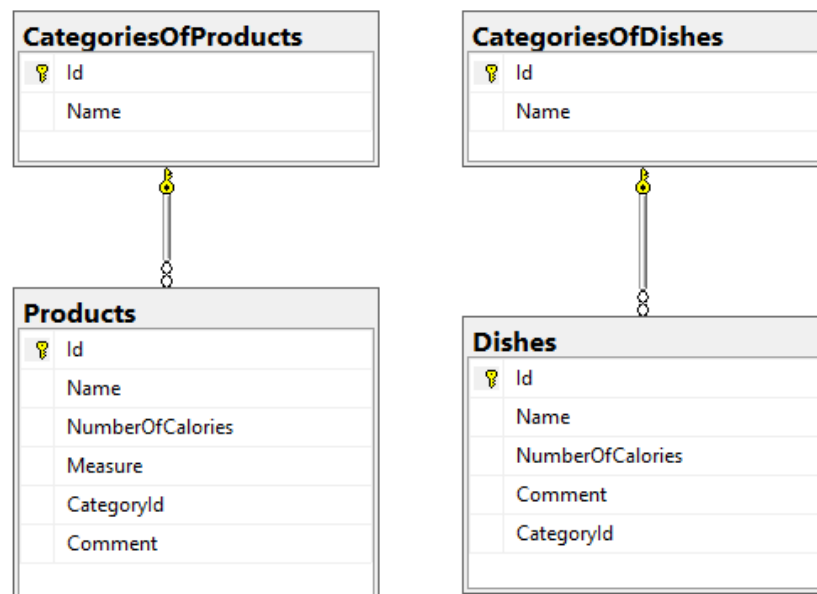 CategoriesOfProducts
Id
Name
CategoriesOfDishes
Id
Name
Products
Id
Name
NumberOfCalories
Measure
CategoryId
Comment
Dishes
Id
Name
NumberOfCalories
Comment
CategoryId